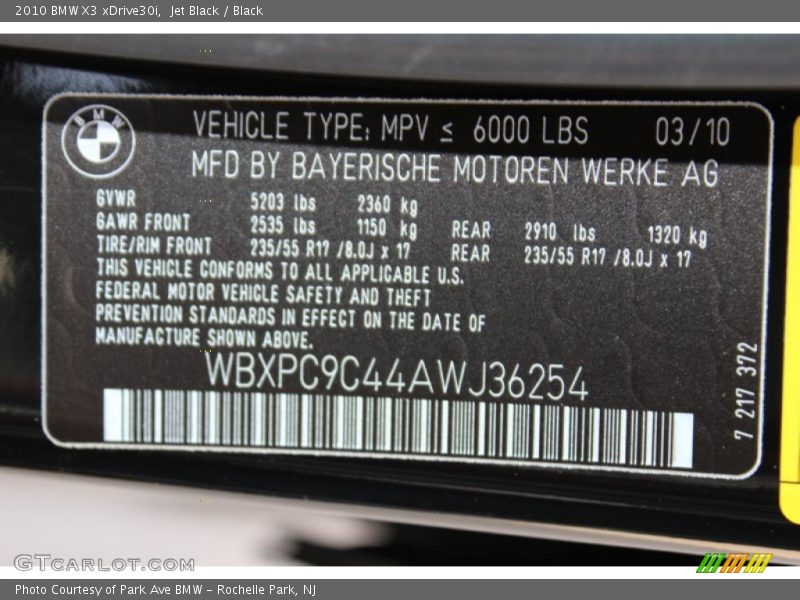 2010 BMW X3 xDrive30i, Jet Black / Black
BMW
VEHICLE TYPE: MPV ≤ 6000 LBS 03/10
MFD BY BAYERISCHE MOTOREN WERKE AG
GVWR 5203 lbs 2360 kg
GAWR FRONT 2535 lbs 1150 kg REAR 2910 lbs 1320 kg
TIRE/RIM FRONT 235/55 R17 /8.0J x 17 REAR 235/55 R17 /8.0J x 17
THIS VEHICLE CONFORMS TO ALL APPLICABLE U.S.
FEDERAL MOTOR VEHICLE SAFETY AND THEFT
PREVENTION STANDARDS IN EFFECT ON THE DATE OF
MANUFACTURE SHOWN ABOVE.
WBXPC9C44AWJ36254
7 217 372
GTCARLOT.COM
Photo Courtesy of Park Ave BMW - Rochelle Park, NJ